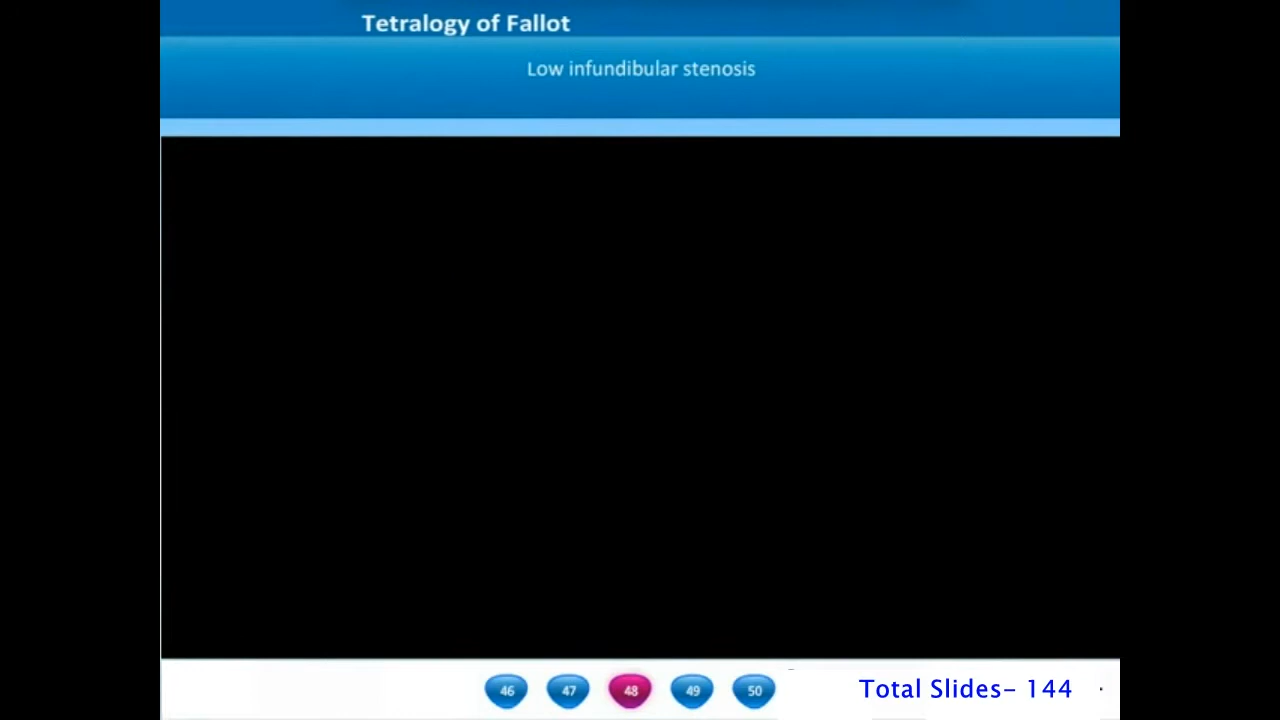 Tetralogy of Fallot
Low infundibular stenosis
46 47 48 49 50
Total Slides- 144